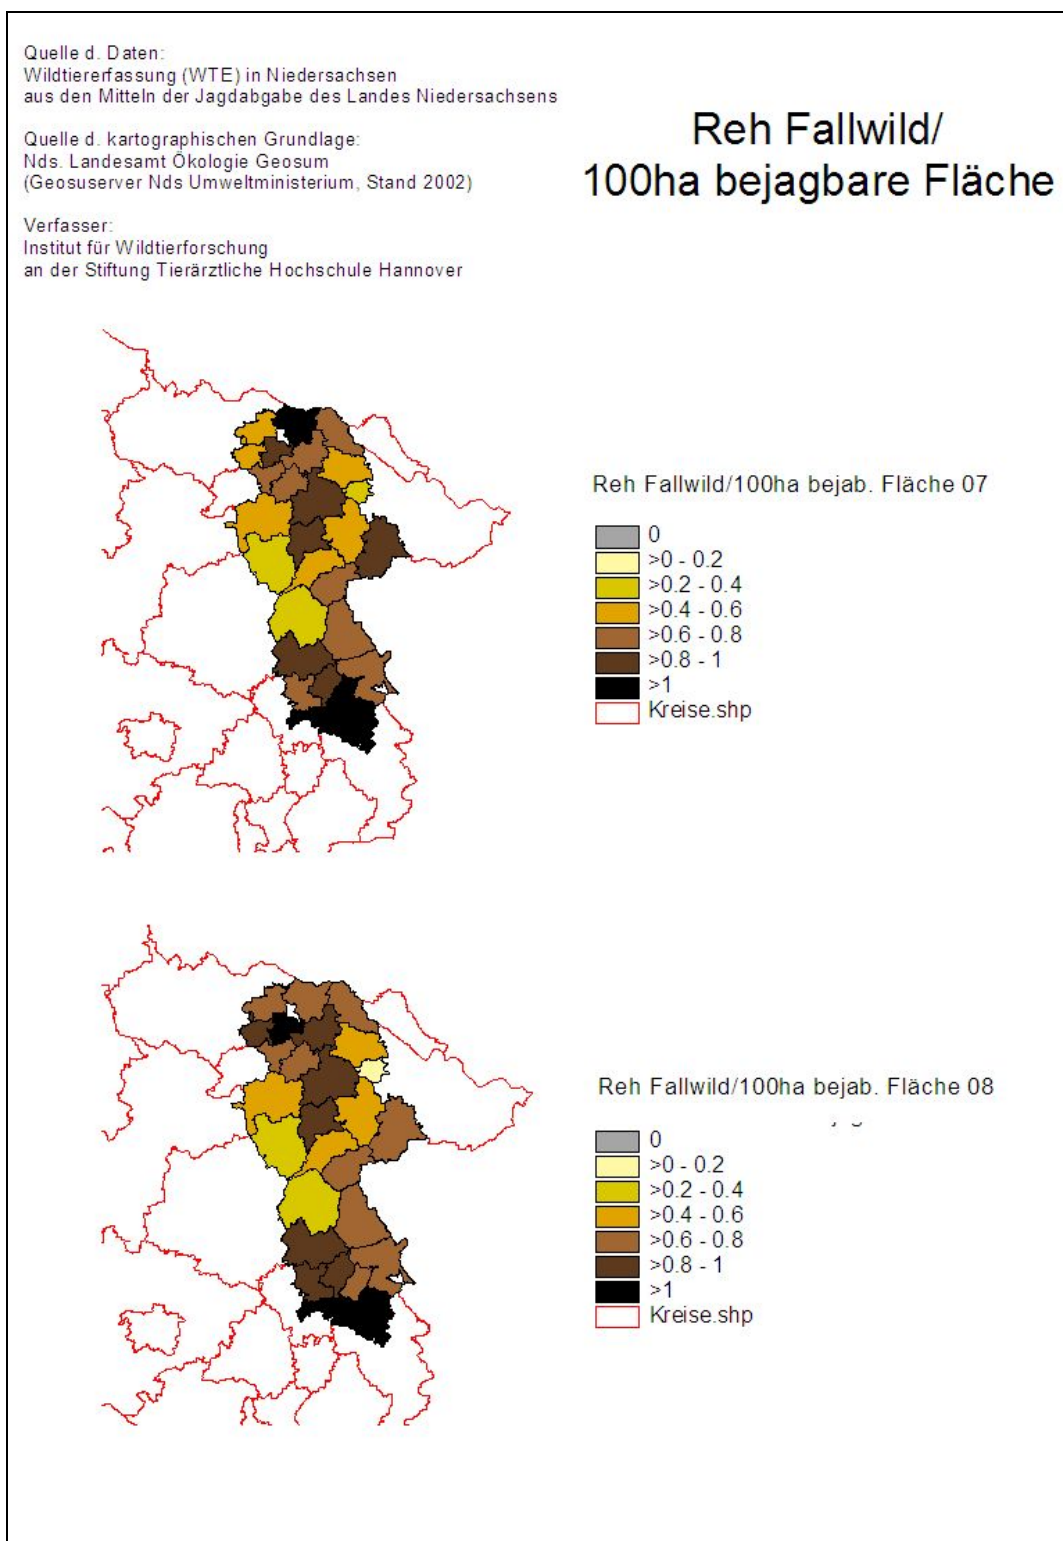 Quelle d. Daten:
Wildtiererfassung (WTE) in Niedersachsen
aus den Mitteln der Jagdabgabe des Landes Niedersachsens
Quelle d. kartographischen Grundlage:
Nds. Landesamt Ökologie Geosum
(Geosuserver Nds Umweltministerium, Stand 2002)
Verfasser:
Institut für Wildtierforschung
an der Stiftung Tierärztliche Hochschule Hannover
Reh Fallwild/
100ha bejagbare Fläche
Reh Fallwild/100ha bejab. Fläche 07
0
>0 - 0.2
>0.2 - 0.4
>0.4 - 0.6
>0.6 - 0.8
>0.8 - 1
>1
Kreise.shp
Reh Fallwild/100ha bejab. Fläche 08
0
>0 - 0.2
>0.2 - 0.4
>0.4 - 0.6
>0.6 - 0.8
>0.8 - 1
>1
Kreise.shp